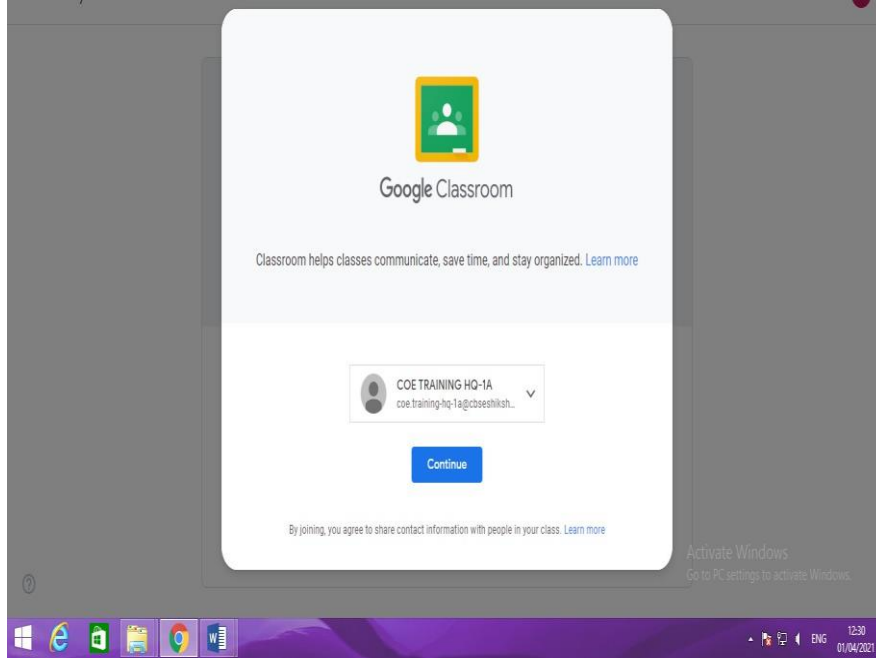 Google Classroom
Classroom helps classes communicate, save time, and stay organized. Learn more
COE TRAINING HQ-1A
coe.training-hq-1a@cbseshiksh...
Continue
By joining, you agree to share contact information with people in your class. Learn more
Activate Windows
Go to PC settings to activate Windows.
ENG
12:30
01/04/2021